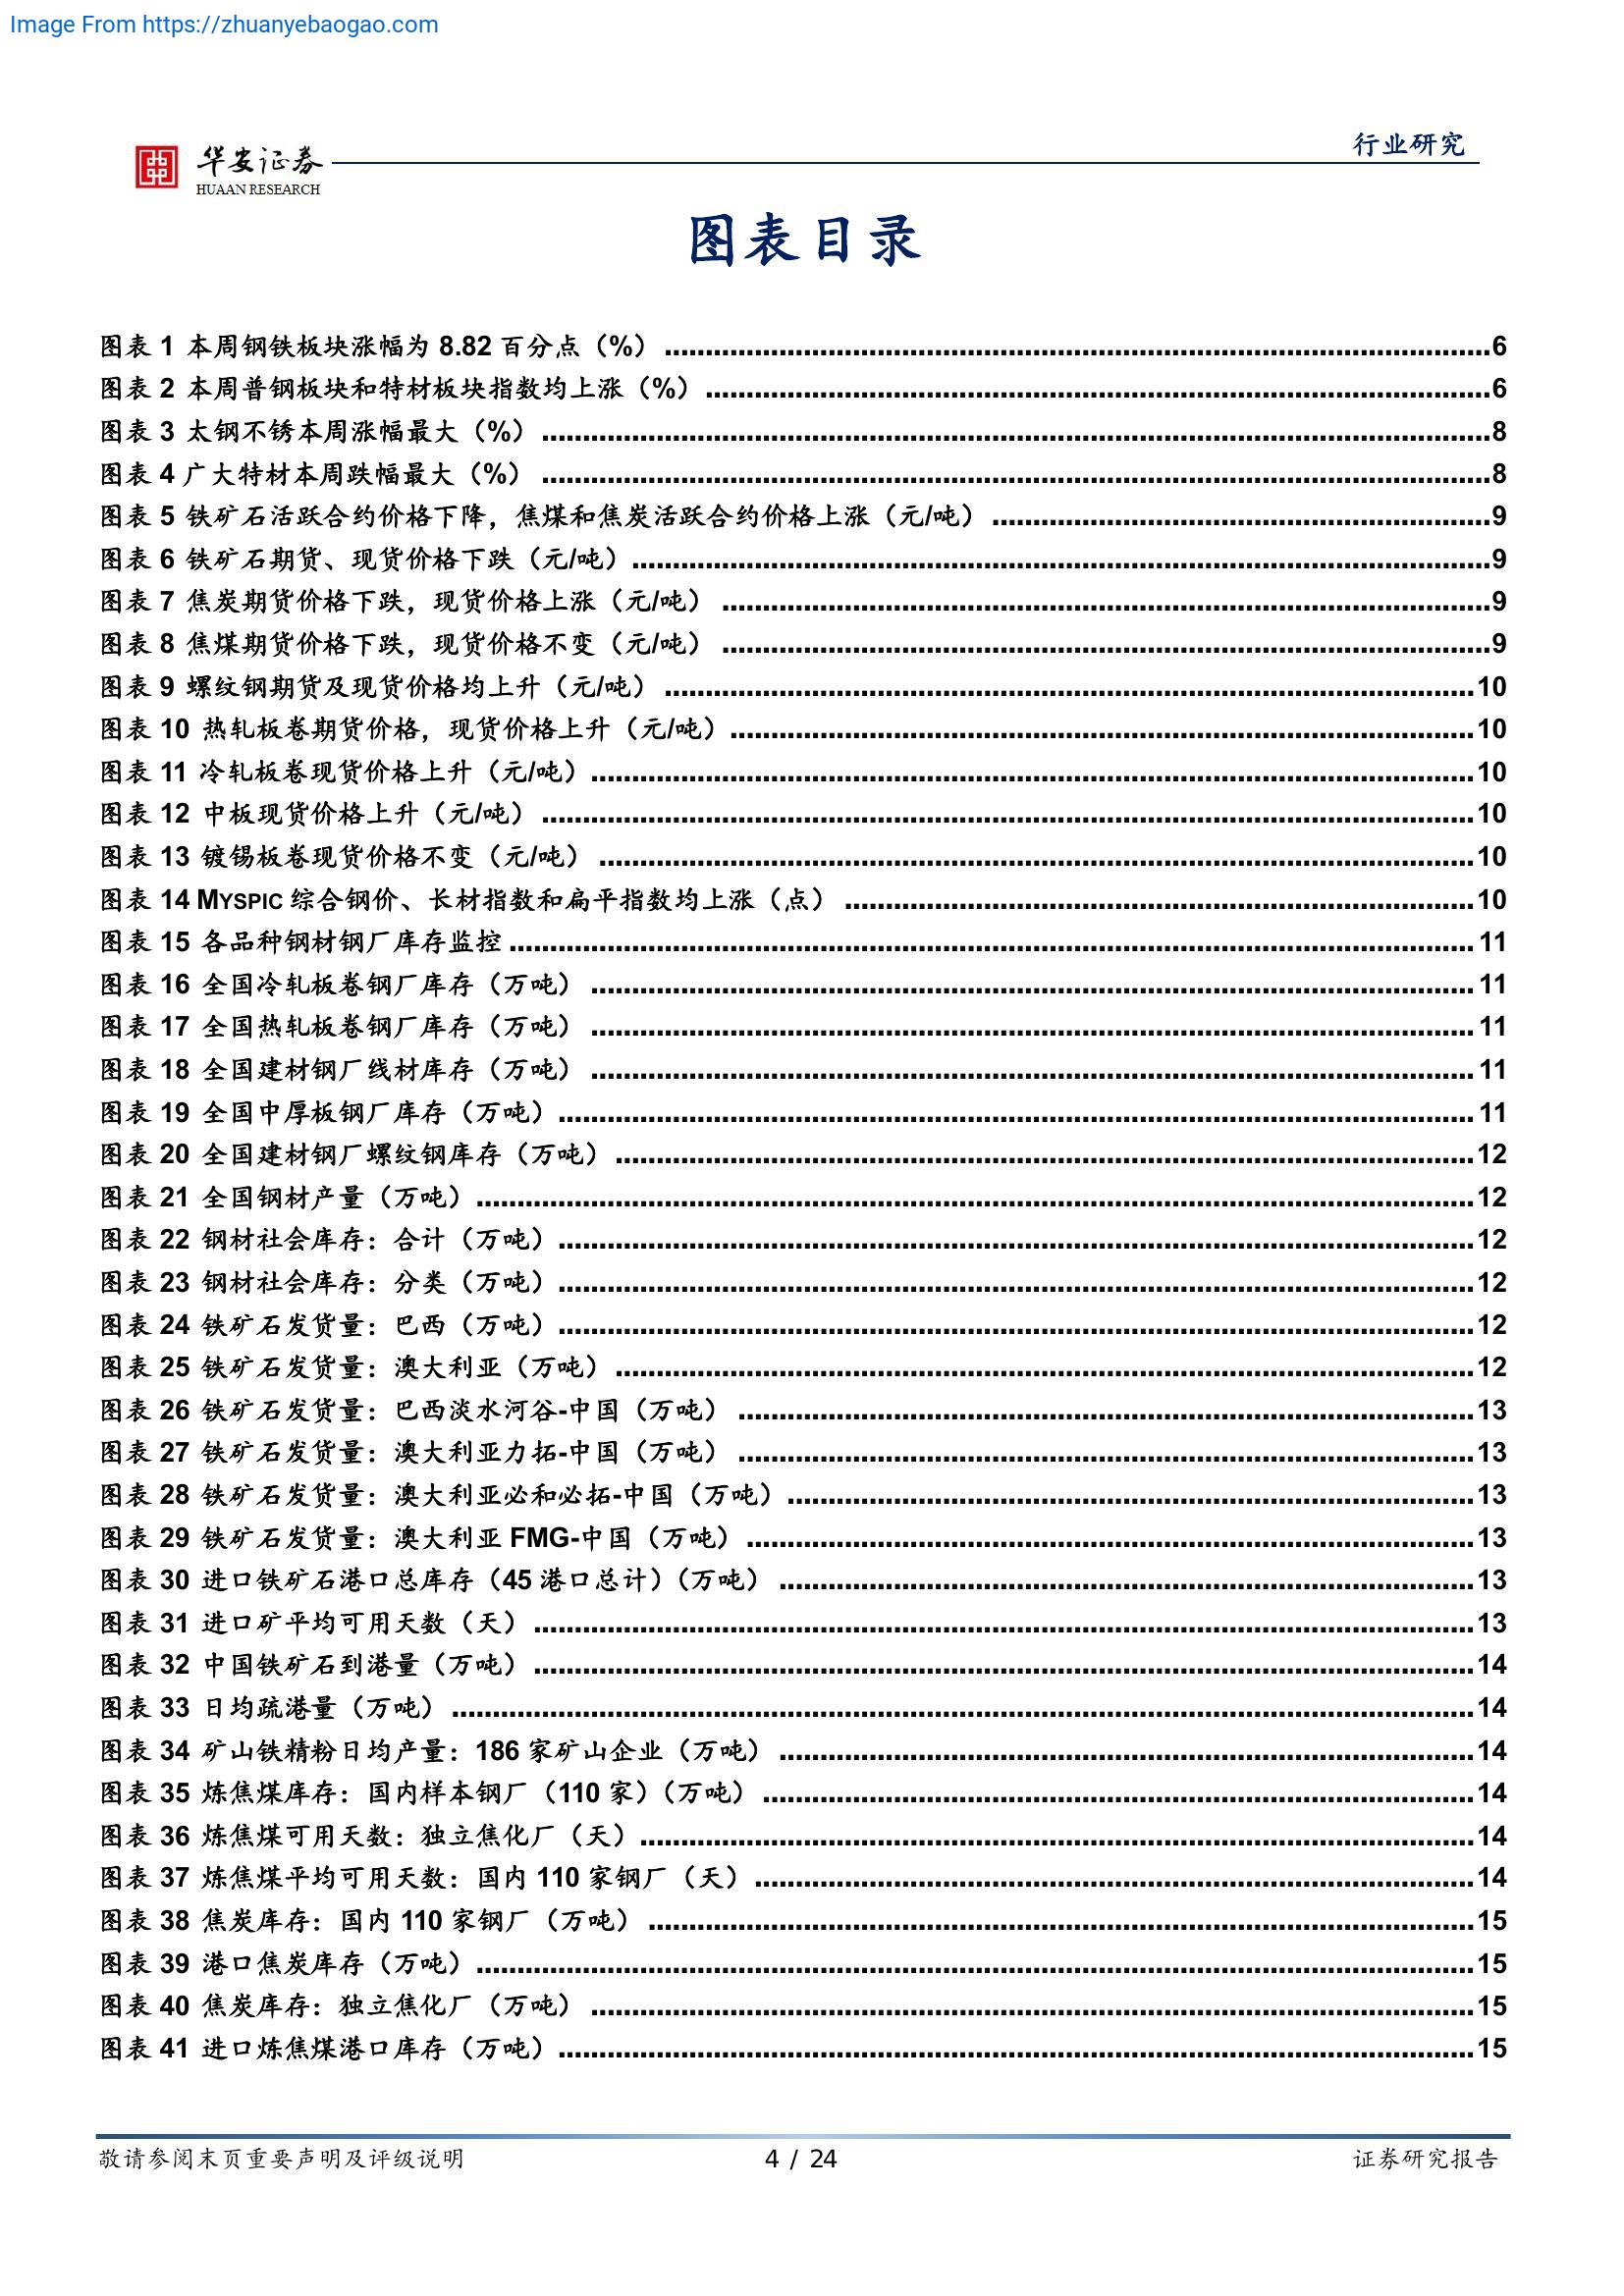 Image From https://zhuanyebaogao.com
行业研究
华安证券
HUAAN RESEARCH
图表目录
图表 1 本周钢铁板块涨幅为 8.82 百分点（%）..........6
图表 2 本周普钢板块和特材板块指数均上涨（%）..........6
图表 3 太钢不锈本周涨幅最大（%）..........8
图表 4 广大特材本周跌幅最大（%）..........8
图表 5 铁矿石活跃合约价格下降，焦煤和焦炭活跃合约价格上涨（元/吨）..........9
图表 6 铁矿石期货、现货价格下跌（元/吨）..........9
图表 7 焦炭期货价格下跌，现货价格上涨（元/吨）..........9
图表 8 焦煤期货价格下跌，现货价格不变（元/吨）..........9
图表 9 螺纹钢期货及现货价格均上升（元/吨）..........10
图表 10 热轧板卷期货价格，现货价格上升（元/吨）..........10
图表 11 冷轧板卷现货价格上升（元/吨）..........10
图表 12 中板现货价格上升（元/吨）..........10
图表 13 镀锡板卷现货价格不变（元/吨）..........10
图表 14 MYSPIC 综合钢价、长材指数和扁平指数均上涨（点）..........10
图表 15 各品种钢材钢厂库存监控..........11
图表 16 全国冷轧板卷钢厂库存（万吨）..........11
图表 17 全国热轧板卷钢厂库存（万吨）..........11
图表 18 全国建材钢厂线材库存（万吨）..........11
图表 19 全国中厚板钢厂库存（万吨）..........11
图表 20 全国建材钢厂螺纹钢库存（万吨）..........12
图表 21 全国钢材产量（万吨）..........12
图表 22 钢材社会库存：合计（万吨）..........12
图表 23 钢材社会库存：分类（万吨）..........12
图表 24 铁矿石发货量：巴西（万吨）..........12
图表 25 铁矿石发货量：澳大利亚（万吨）..........12
图表 26 铁矿石发货量：巴西淡水河谷-中国（万吨）..........13
图表 27 铁矿石发货量：澳大利亚力拓-中国（万吨）..........13
图表 28 铁矿石发货量：澳大利亚必和必拓-中国（万吨）..........13
图表 29 铁矿石发货量：澳大利亚 FMG-中国（万吨）..........13
图表 30 进口铁矿石港口总库存（45 港口总计）（万吨）..........13
图表 31 进口矿平均可用天数（天）..........13
图表 32 中国铁矿石到港量（万吨）..........14
图表 33 日均疏港量（万吨）..........14
图表 34 矿山铁精粉日均产量：186 家矿山企业（万吨）..........14
图表 35 炼焦煤库存：国内样本钢厂（110 家）（万吨）..........14
图表 36 炼焦煤可用天数：独立焦化厂（天）..........14
图表 37 炼焦煤平均可用天数：国内 110 家钢厂（天）..........14
图表 38 焦炭库存：国内 110 家钢厂（万吨）..........15
图表 39 港口焦炭库存（万吨）..........15
图表 40 焦炭库存：独立焦化厂（万吨）..........15
图表 41 进口炼焦煤港口库存（万吨）..........15
敬请参阅末页重要声明及评级说明 4 / 24 证券研究报告